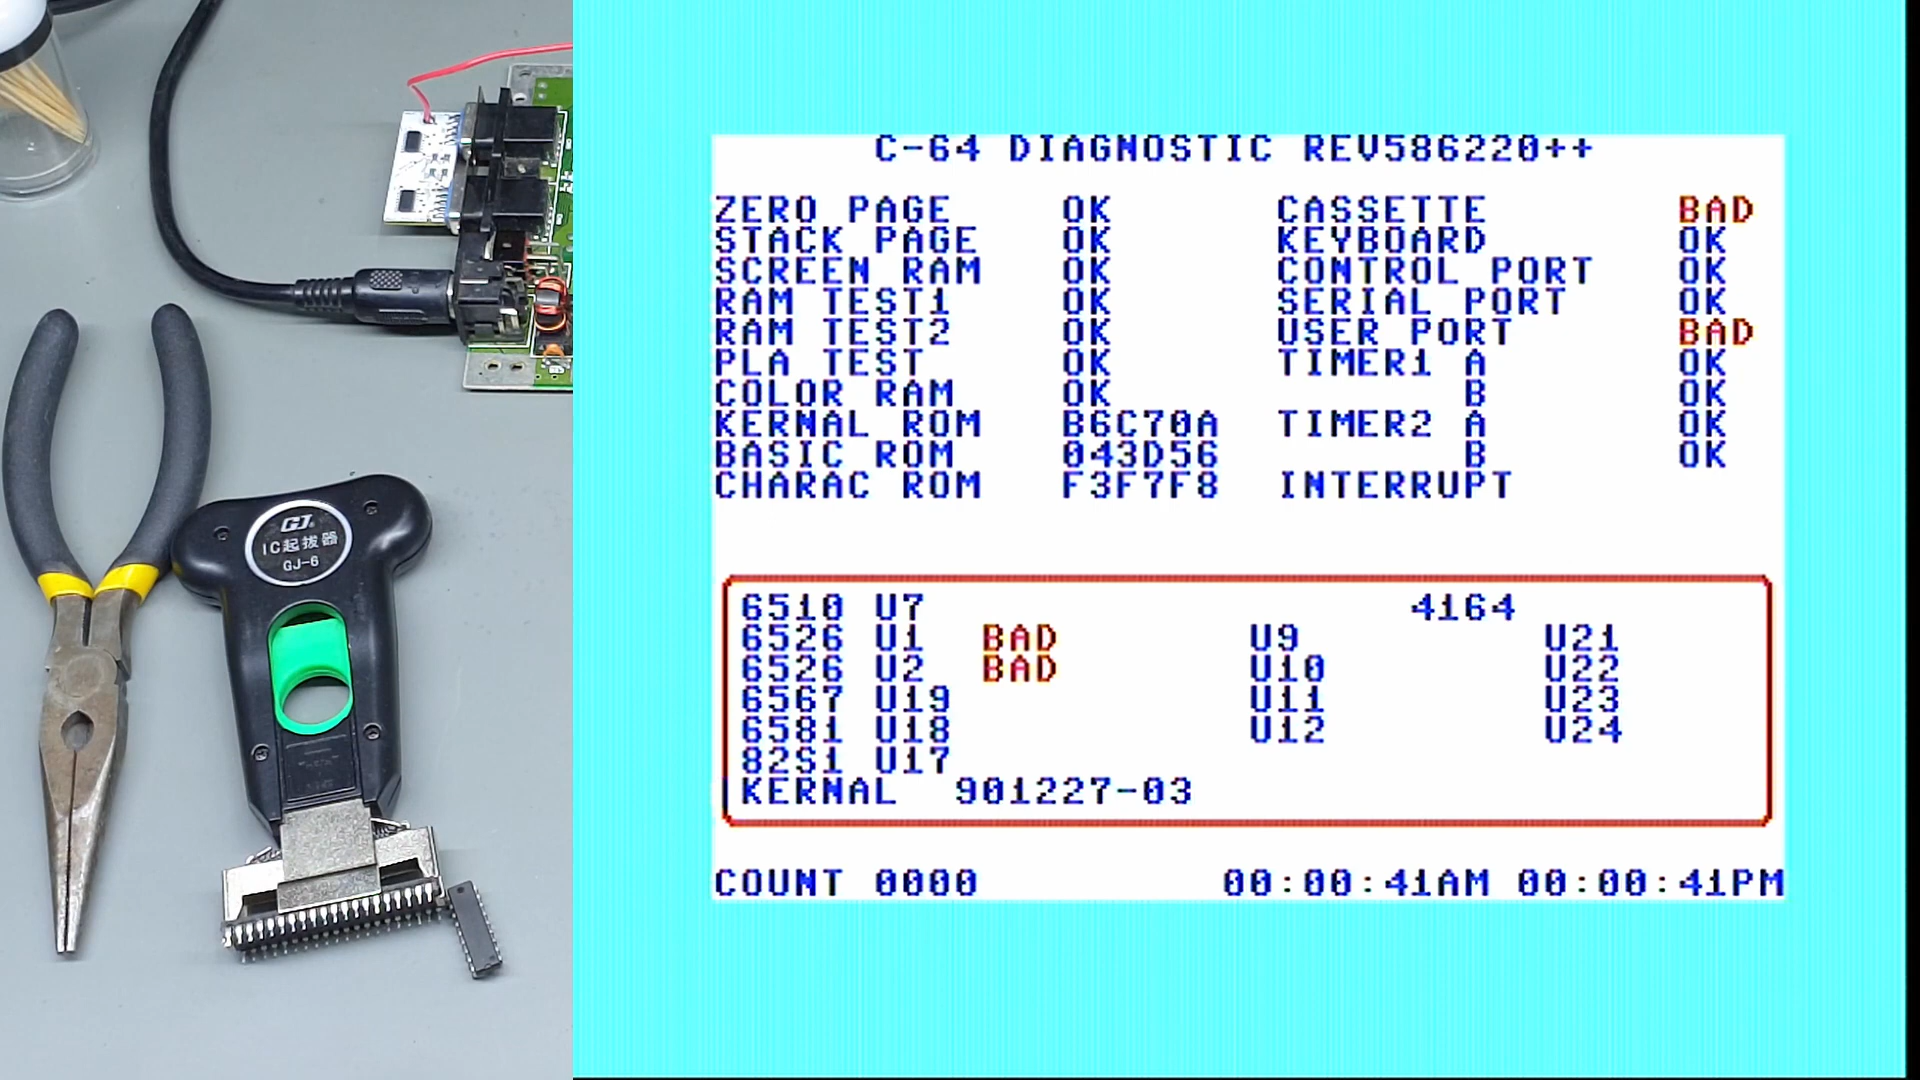 GJ
IC起拔器
GJ-6
C-64 DIAGNOSTIC REV586220++
ZERO PAGE OK CASSETTE BAD
STACK PAGE OK KEYBOARD OK
SCREEN RAM OK CONTROL PORT OK
RAM TEST1 OK SERIAL PORT OK
RAM TEST2 OK USER PORT BAD
PLA TEST OK TIMER1 A OK
COLOR RAM OK B OK
KERNAL ROM B6C70A TIMER2 A OK
BASIC ROM 043D56 B OK
CHARAC ROM F3F7F8 INTERRUPT
6510 U7 4164
6526 U1 BAD U9 U21
6526 U2 BAD U10 U22
6567 U19 U11 U23
6581 U18 U12 U24
82S1 U17
KERNAL 901227-03
COUNT 0000 00:00:41AM 00:00:41PM